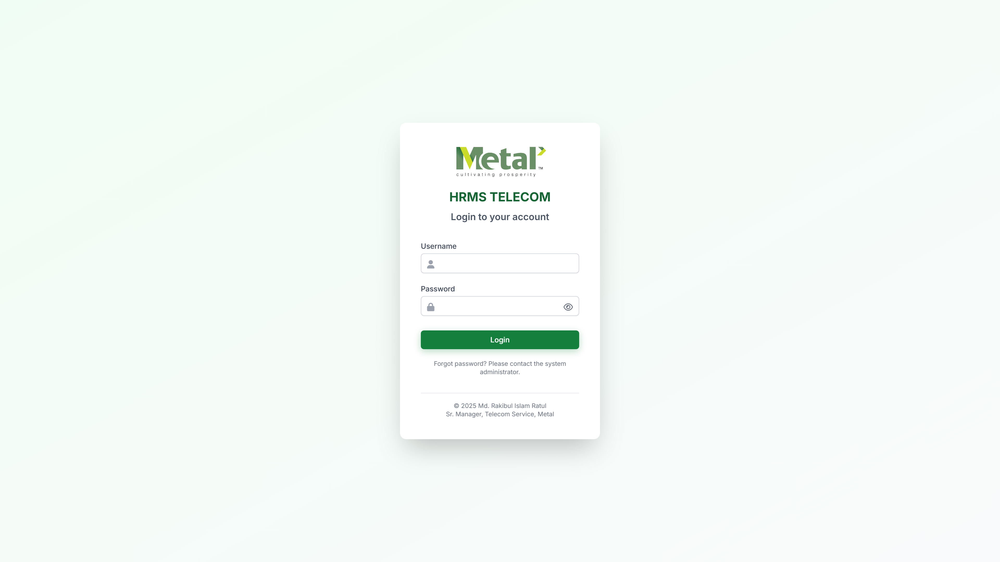 Metal™
cultivating prosperity
HRMS TELECOM
Login to your account
Username
Password
Login
Forgot password? Please contact the system
administrator.
© 2025 Md. Rakibul Islam Ratul
Sr. Manager, Telecom Service, Metal